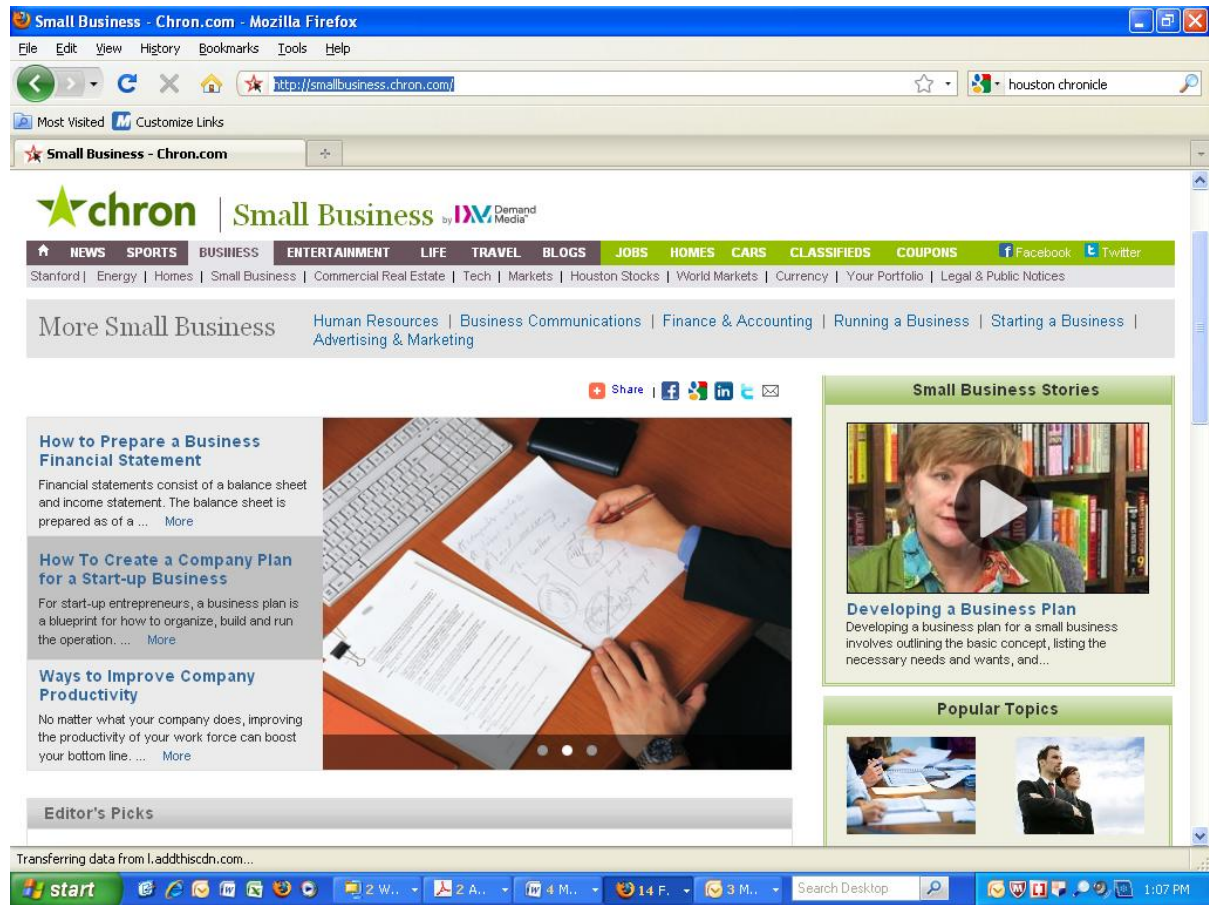 Small Business - Chron.com - Mozilla Firefox
File Edit View History Bookmarks Tools Help
http://smallbusiness.chron.com/ houston chronicle
Most Visited Customize Links
Small Business - Chron.com
chron | Small Business by DM Demand Media
NEWS SPORTS BUSINESS ENTERTAINMENT LIFE TRAVEL BLOGS JOBS HOMES CARS CLASSIFIEDS COUPONS Facebook Twitter
Stanford | Energy | Homes | Small Business | Commercial Real Estate | Tech | Markets | Houston Stocks | World Markets | Currency | Your Portfolio | Legal & Public Notices
More Small Business
Human Resources | Business Communications | Finance & Accounting | Running a Business | Starting a Business |
Advertising & Marketing
Share |
How to Prepare a Business
Financial Statement
Financial statements consist of a balance sheet
and income statement. The balance sheet is
prepared as of a ... More
How To Create a Company Plan
for a Start-up Business
For start-up entrepreneurs, a business plan is
a blueprint for how to organize, build and run
the operation. ... More
Ways to Improve Company
Productivity
No matter what your company does, improving
the productivity of your work force can boost
your bottom line. ... More
Editor's Picks
Small Business Stories
Developing a Business Plan
Developing a business plan for a small business
involves outlining the basic concept, listing the
necessary needs and wants, and...
Popular Topics
Transferring data from l.addthiscdn.com...
start 2 W.. 2 A.. 4 M.. 14 F.. 3 M.. Search Desktop 1:07 PM